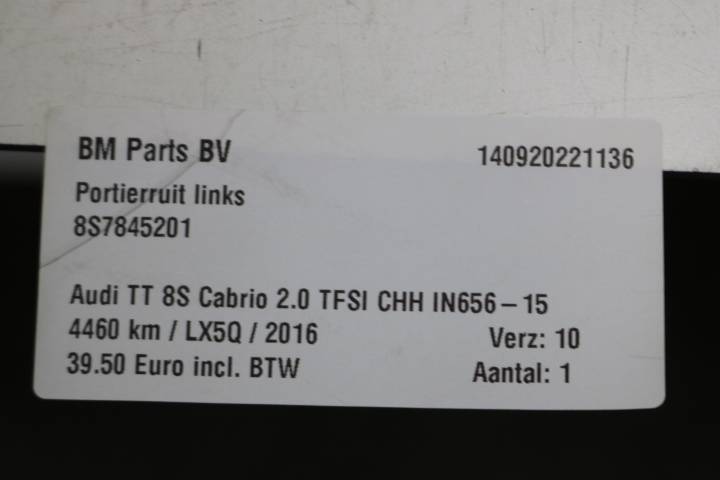 BM Parts BV 140920221136
Portierruit links
8S7845201
Audi TT 8S Cabrio 2.0 TFSI CHH IN656-15
4460 km / LX5Q / 2016 Verz: 10
39.50 Euro incl. BTW Aantal: 1